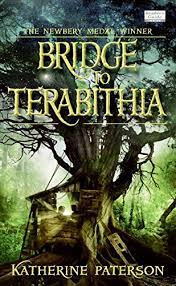 THE NEWBERY MEDAL WINNER
BRIDGE
TO
TERABITHIA
KATHERINE PATERSON